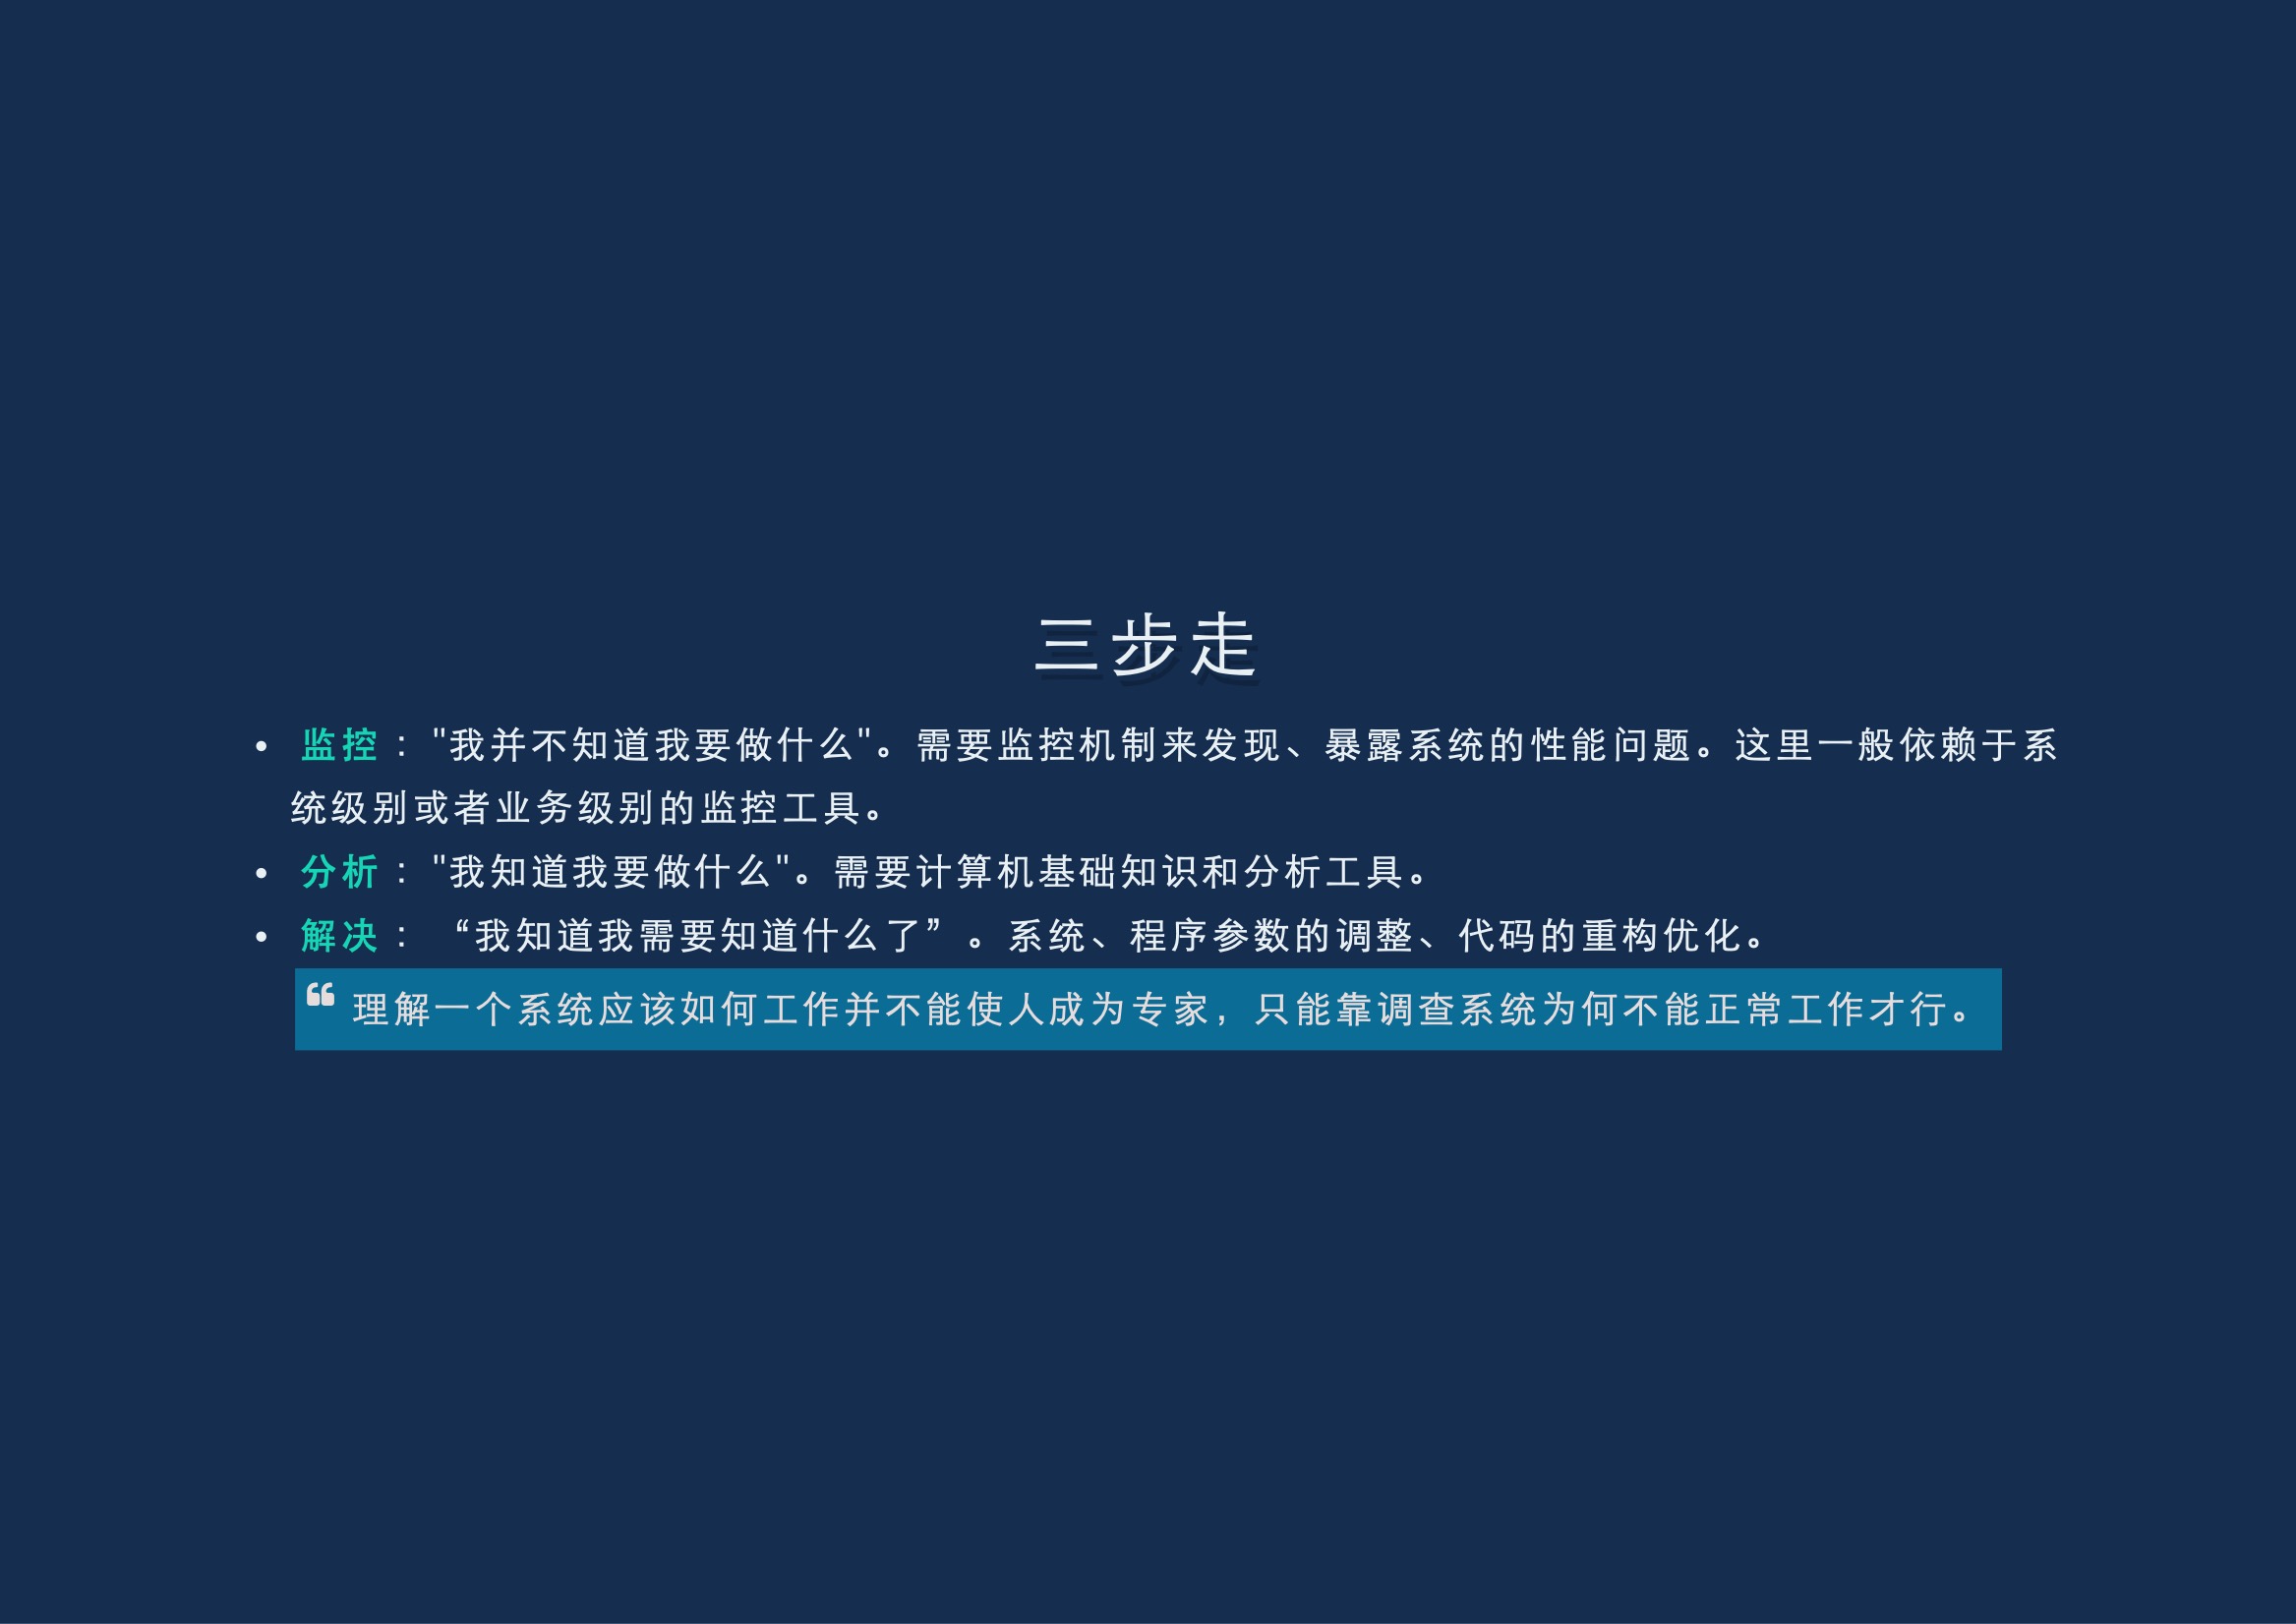 三步走
• 监控："我并不知道我要做什么"。需要监控机制来发现、暴露系统的性能问题。这里一般依赖于系
统级别或者业务级别的监控工具。
• 分析："我知道我要做什么"。需要计算机基础知识和分析工具。
• 解决：“我知道我需要知道什么了”。系统、程序参数的调整、代码的重构优化。
“ 理解一个系统应该如何工作并不能使人成为专家，只能靠调查系统为何不能正常工作才行。